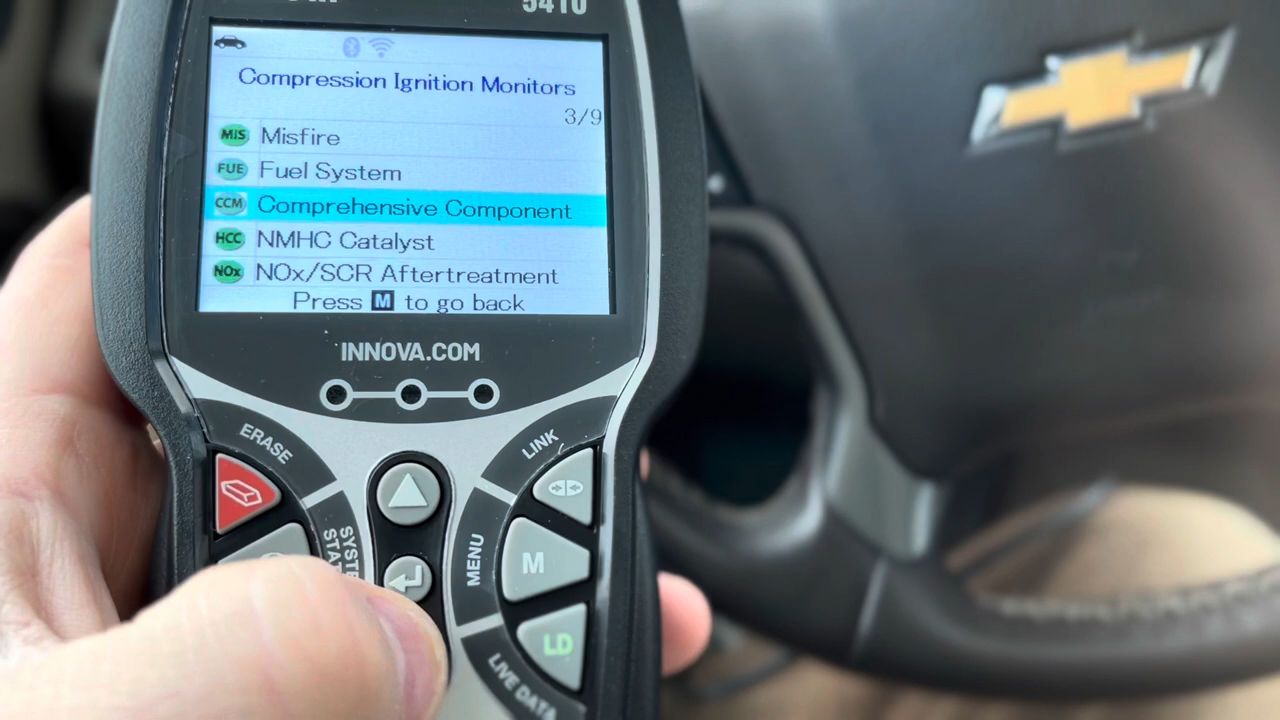 5410
Compression Ignition Monitors
3/9
MIS Misfire
FUE Fuel System
CCM Comprehensive Component
HCC NMHC Catalyst
NOx NOx/SCR Aftertreatment
Press M to go back
INNOVA.COM
ERASE
LINK
MENU
M
LD
LIVE DATA